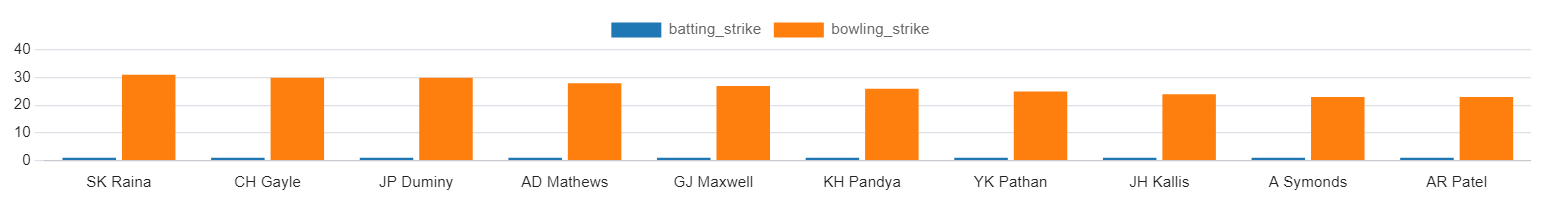 batting_strike bowling_strike
40
30
20
10
0
SK Raina CH Gayle JP Duminy AD Mathews GJ Maxwell KH Pandya YK Pathan JH Kallis A Symonds AR Patel